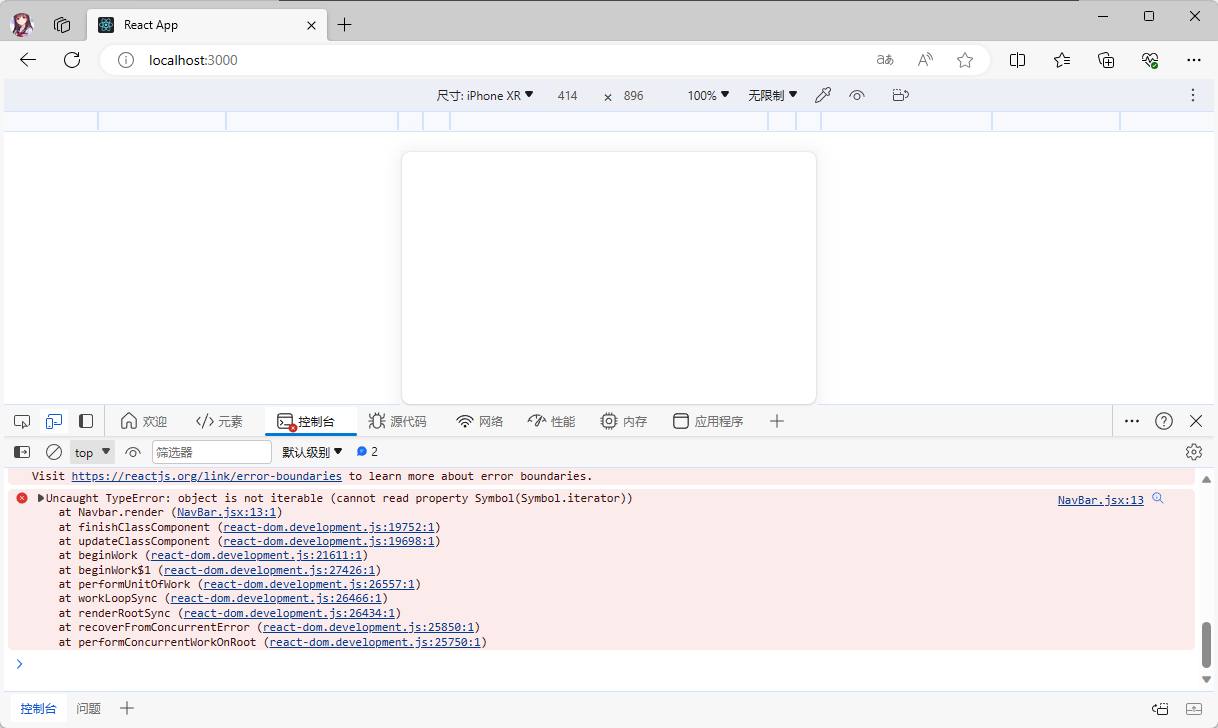 React App
localhost:3000
aあ
尺寸: iPhone XR 414 × 896 100% 无限制
欢迎 元素 控制台 源代码 网络 性能 内存 应用程序
top 筛选器 默认级别 2
Visit https://reactjs.org/link/error-boundaries to learn more about error boundaries.
Uncaught TypeError: object is not iterable (cannot read property Symbol(Symbol.iterator)) NavBar.jsx:13
at Navbar.render (NavBar.jsx:13:1)
at finishClassComponent (react-dom.development.js:19752:1)
at updateClassComponent (react-dom.development.js:19698:1)
at beginWork (react-dom.development.js:21611:1)
at beginWork$1 (react-dom.development.js:27426:1)
at performUnitOfWork (react-dom.development.js:26557:1)
at workLoopSync (react-dom.development.js:26466:1)
at renderRootSync (react-dom.development.js:26434:1)
at recoverFromConcurrentError (react-dom.development.js:25850:1)
at performConcurrentWorkOnRoot (react-dom.development.js:25750:1)
控制台 问题